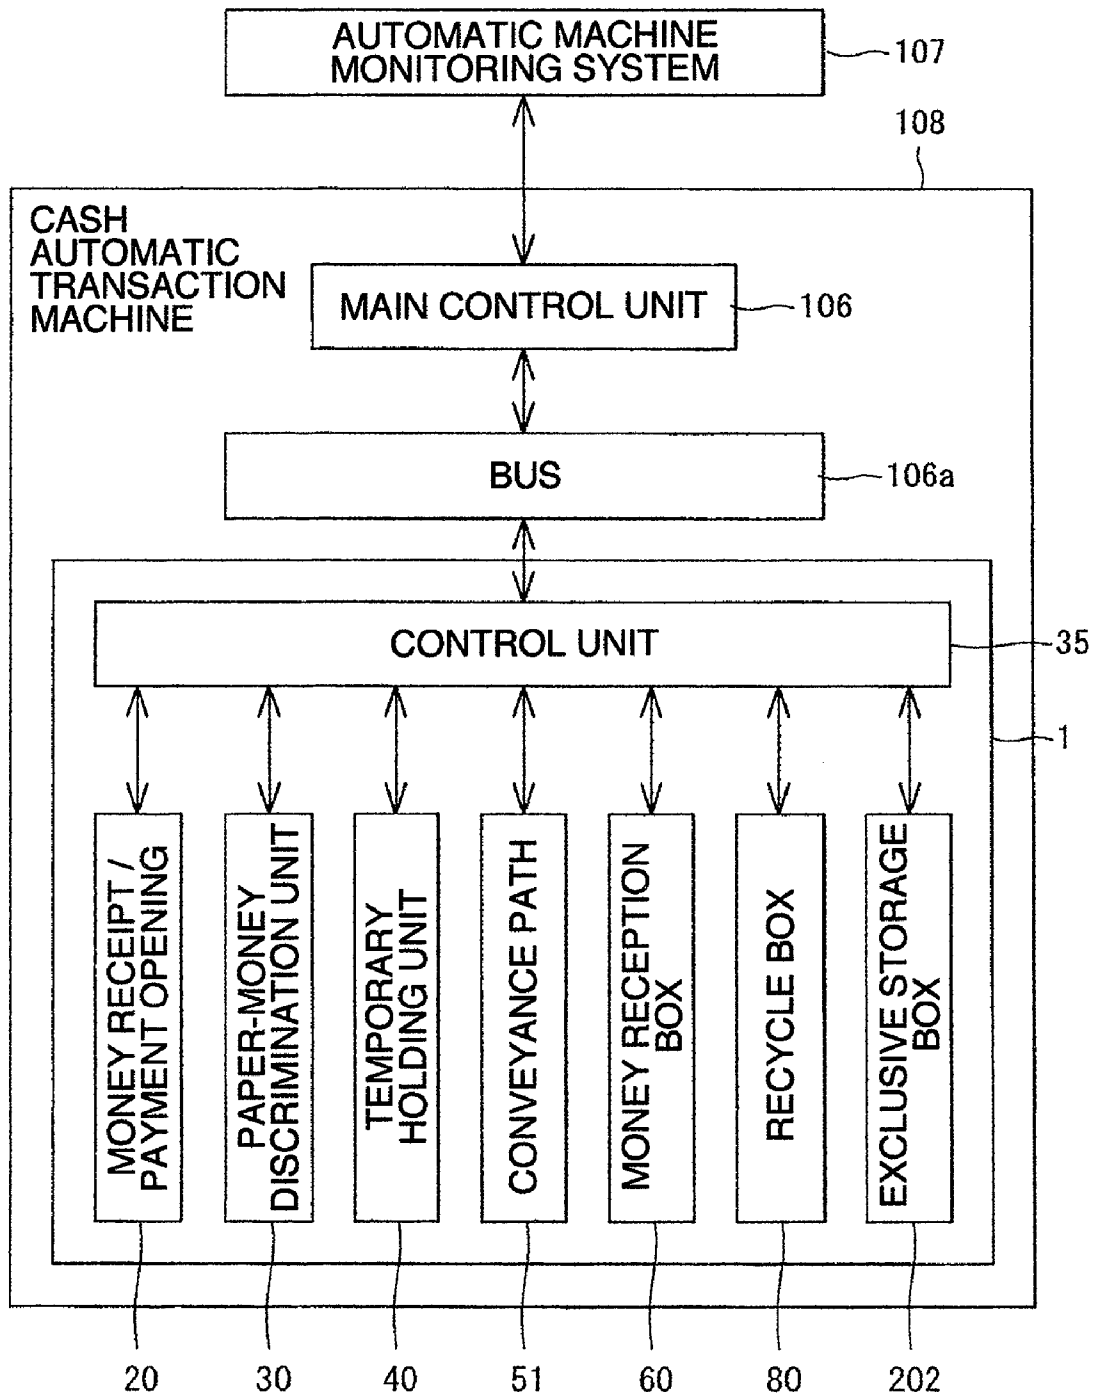 AUTOMATIC MACHINE
MONITORING SYSTEM
107
108
CASH
AUTOMATIC
TRANSACTION
MACHINE
MAIN CONTROL UNIT
106
BUS
106a
CONTROL UNIT
35
1
MONEY RECEIPT /
PAYMENT OPENING
PAPER-MONEY
DISCRIMINATION UNIT
TEMPORARY
HOLDING UNIT
CONVEYANCE PATH
MONEY RECEPTION
BOX
RECYCLE BOX
EXCLUSIVE STORAGE
BOX
20 30 40 51 60 80 202